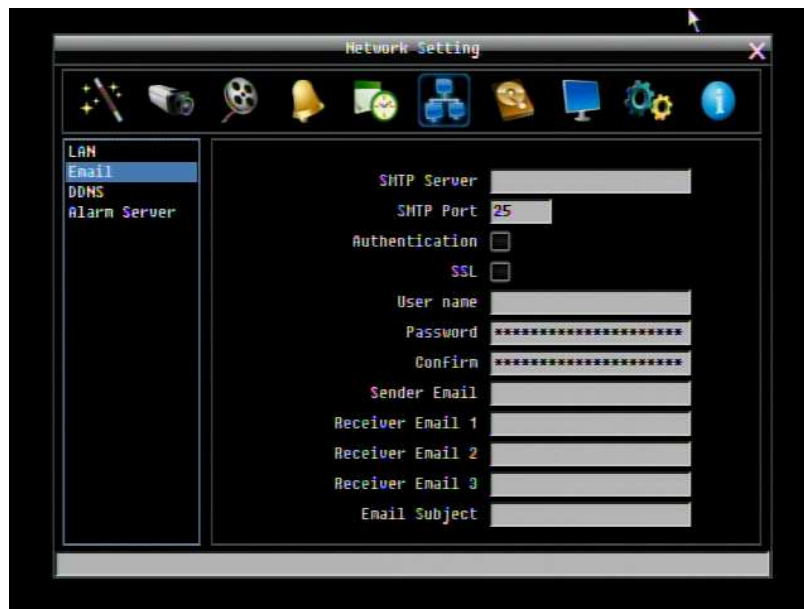 Network Setting
X
LAN
Email
DDNS
Alarm Server
SMTP Server
SMTP Port 25
Authentication
SSL
User name
Password **********************
Confirm **********************
Sender Email
Receiver Email 1
Receiver Email 2
Receiver Email 3
Email Subject